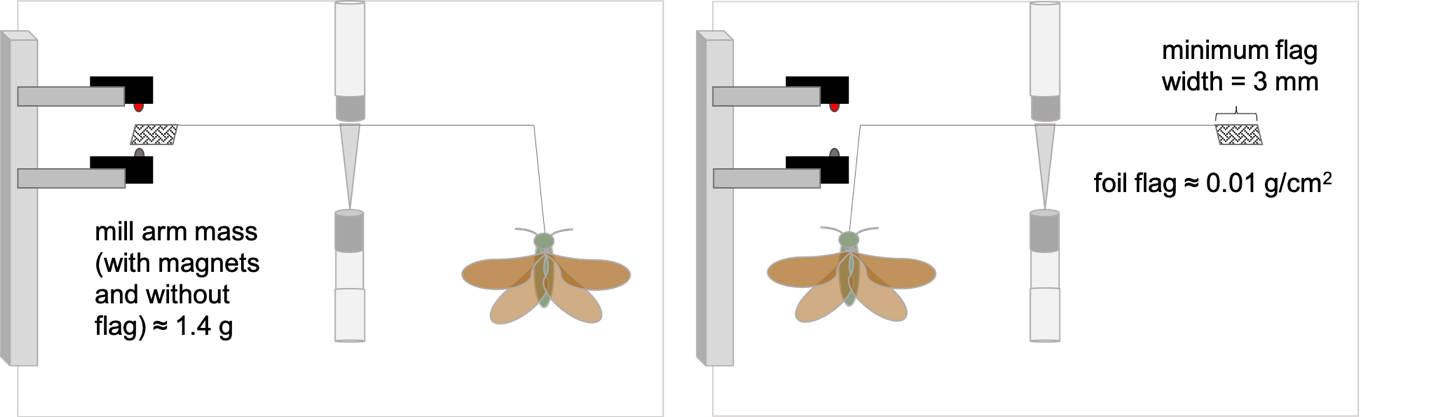 mill arm mass
(with magnets
and without
flag) ≈ 1.4 g
minimum flag
width = 3 mm
foil flag ≈ 0.01 g/cm²